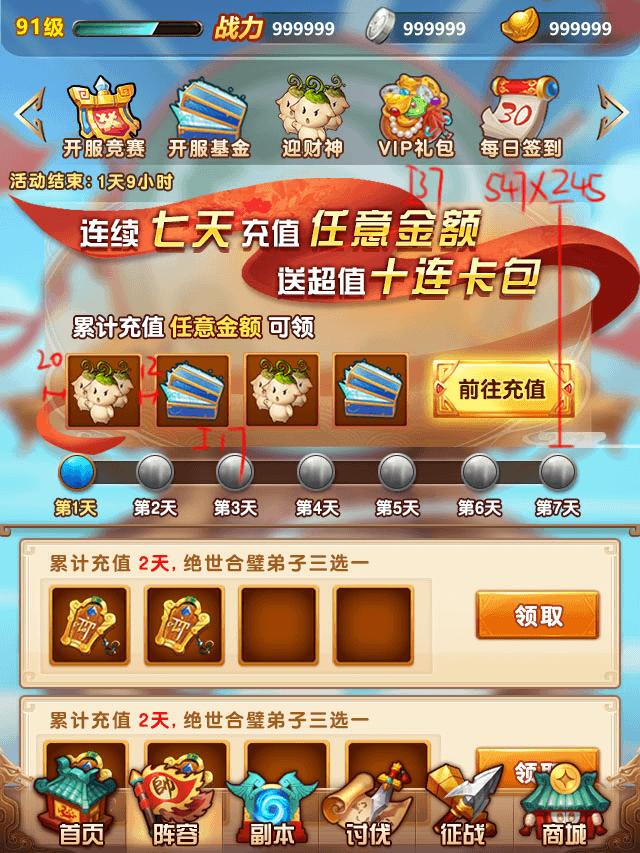 91级 战力 999999 999999 999999
开服竞赛 开服基金 迎财神 VIP礼包 每日签到
30
活动结束：1天9小时
137 547X245
连续 七天 充值 任意金额
送超值 十连卡包
累计充值 任意金额 可领
20 12
前往充值
17
第1天 第2天 第3天 第4天 第5天 第6天 第7天
累计充值 2天, 绝世合璧弟子三选一
领取
累计充值 2天, 绝世合璧弟子三选一
领取
帥
首页 阵容 副本 讨伐 征战 商城